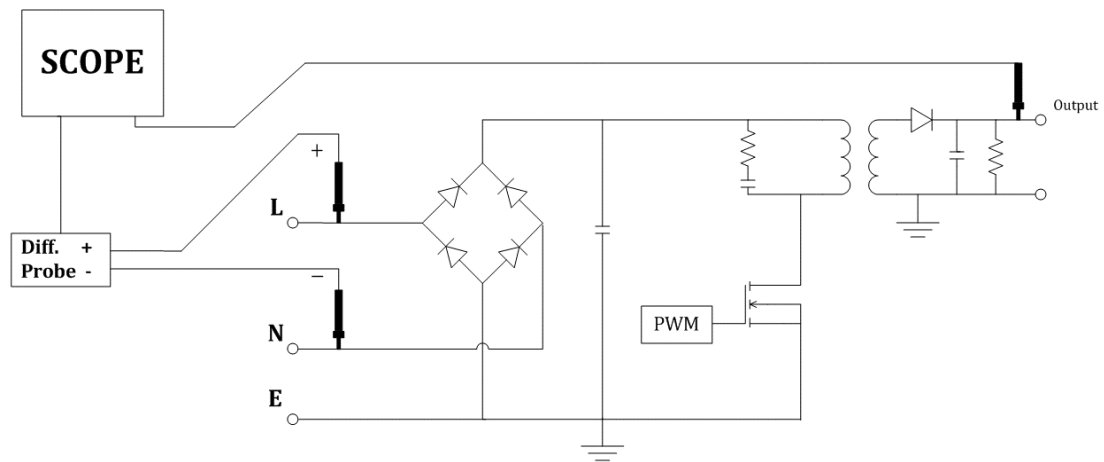 SCOPE
Output
+
L
Diff. +
Probe -
−
PWM
N
E